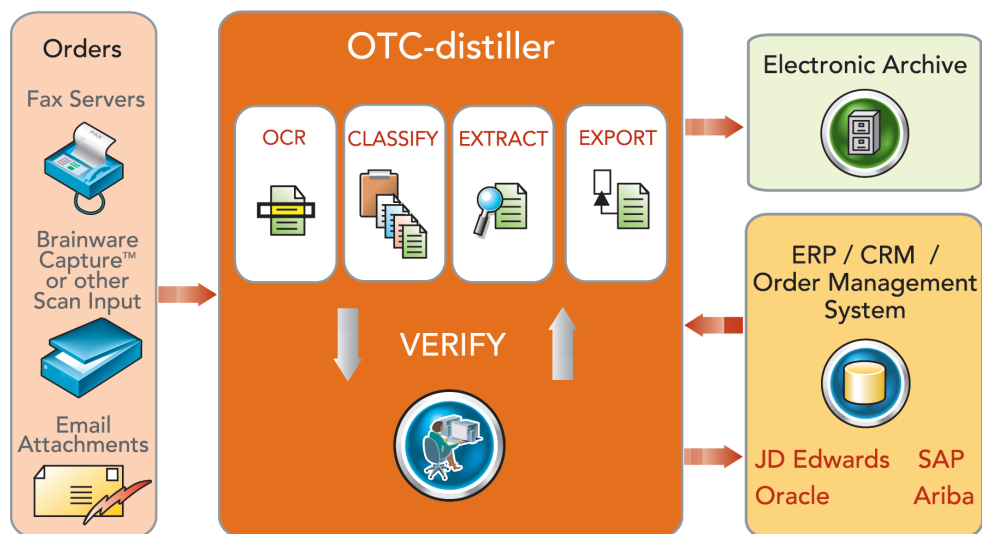 Orders
Fax Servers
FAX
Brainware
Capture™
or other
Scan Input
Email
Attachments
OTC-distiller
OCR
CLASSIFY
EXTRACT
EXPORT
VERIFY
Electronic Archive
ERP / CRM /
Order Management
System
JD Edwards SAP
Oracle Ariba